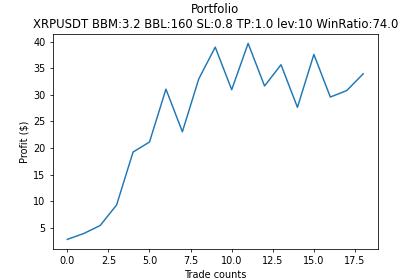 Portfolio
XRPUSDT BBM:3.2 BBL:160 SL:0.8 TP:1.0 lev:10 WinRatio:74.0
40
35
30
25
20
15
10
5
Profit ($)
0.0 2.5 5.0 7.5 10.0 12.5 15.0 17.5
Trade counts